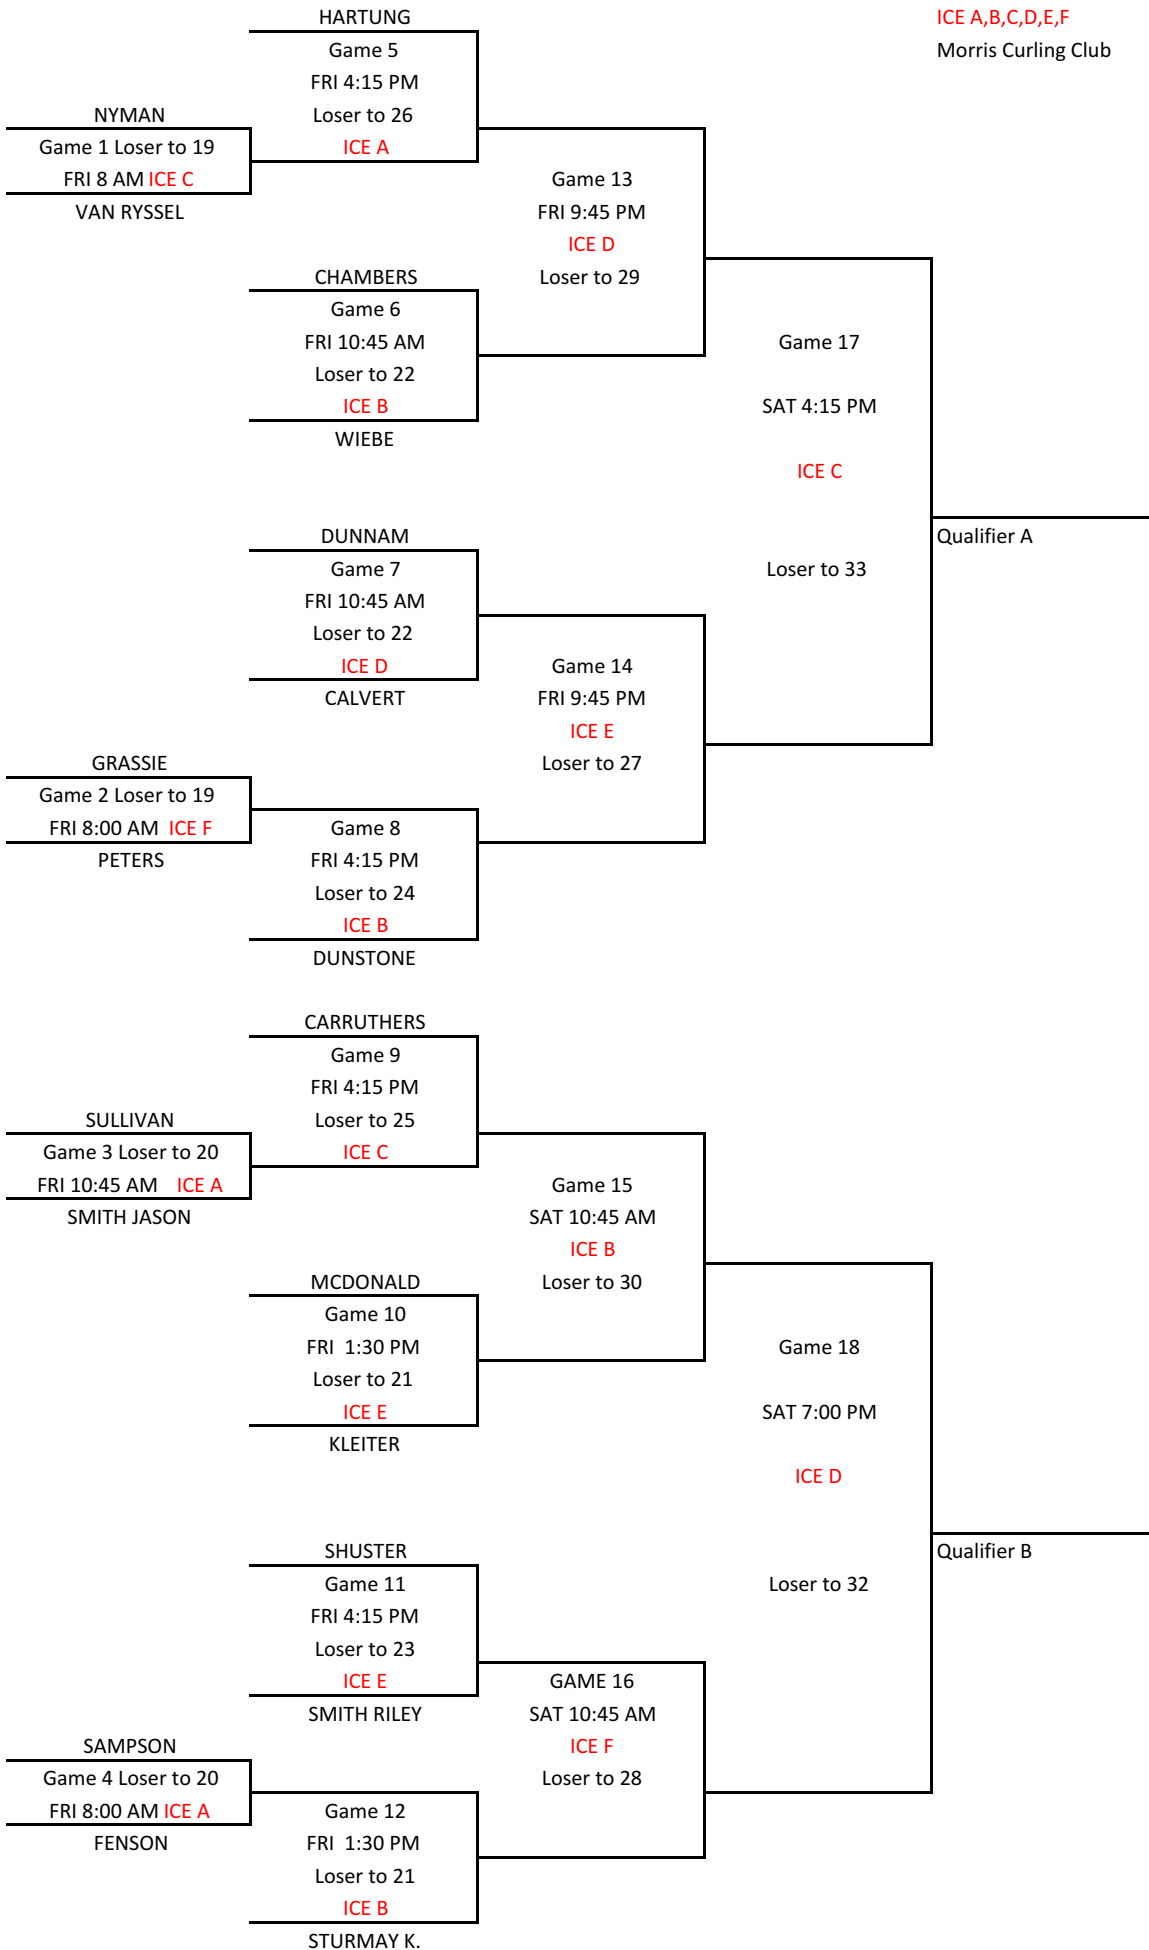 HARTUNG
ICE A,B,C,D,E,F
Game 5
Morris Curling Club
FRI 4:15 PM
NYMAN
Loser to 26
Game 1 Loser to 19
ICE A
FRI 8 AM ICE C
Game 13
VAN RYSSEL
FRI 9:45 PM
ICE D
CHAMBERS
Loser to 29
Game 6
FRI 10:45 AM
Game 17
Loser to 22
ICE B
SAT 4:15 PM
WIEBE
ICE C
DUNNAM
Qualifier A
Game 7
Loser to 33
FRI 10:45 AM
Loser to 22
ICE D
Game 14
CALVERT
FRI 9:45 PM
ICE E
GRASSIE
Loser to 27
Game 2 Loser to 19
FRI 8:00 AM ICE F
Game 8
PETERS
FRI 4:15 PM
Loser to 24
ICE B
DUNSTONE
CARRUTHERS
Game 9
FRI 4:15 PM
SULLIVAN
Loser to 25
Game 3 Loser to 20
ICE C
FRI 10:45 AM ICE A
Game 15
SMITH JASON
SAT 10:45 AM
ICE B
MCDONALD
Loser to 30
Game 10
FRI 1:30 PM
Game 18
Loser to 21
ICE E
SAT 7:00 PM
KLEITER
ICE D
SHUSTER
Qualifier B
Game 11
Loser to 32
FRI 4:15 PM
Loser to 23
ICE E
GAME 16
SMITH RILEY
SAT 10:45 AM
SAMPSON
ICE F
Game 4 Loser to 20
Loser to 28
FRI 8:00 AM ICE A
Game 12
FENSON
FRI 1:30 PM
Loser to 21
ICE B
STURMAY K.